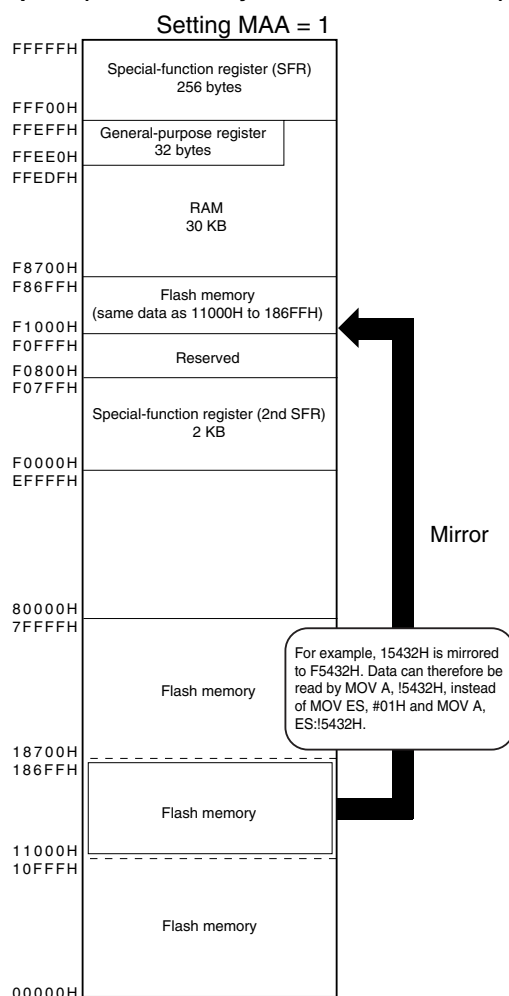 Setting MAA = 1
FFFFFH
Special-function register (SFR)
256 bytes
FFF00H
FFEFFH
General-purpose register
32 bytes
FFEE0H
FFEDFH
RAM
30 KB
F8700H
F86FFH
Flash memory
(same data as 11000H to 186FFH)
F1000H
F0FFFH
Reserved
F0800H
F07FFH
Special-function register (2nd SFR)
2 KB
F0000H
EFFFFH
Mirror
80000H
7FFFFH
For example, 15432H is mirrored
to F5432H. Data can therefore be
read by MOV A, !5432H, instead
of MOV ES, #01H and MOV A,
ES:!5432H.
Flash memory
18700H
186FFH
Flash memory
11000H
10FFFH
Flash memory
00000H